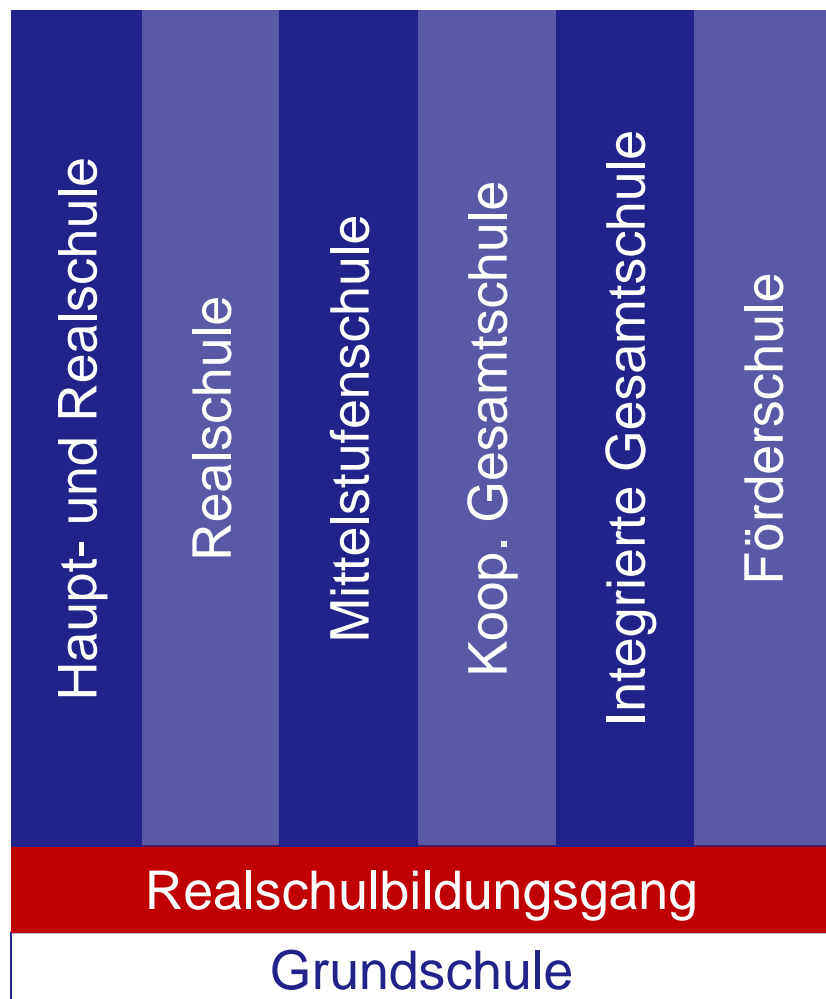 Haupt- und Realschule
Realschule
Mittelstufenschule
Koop. Gesamtschule
Integrierte Gesamtschule
Förderschule
Realschulbildungsgang
Grundschule